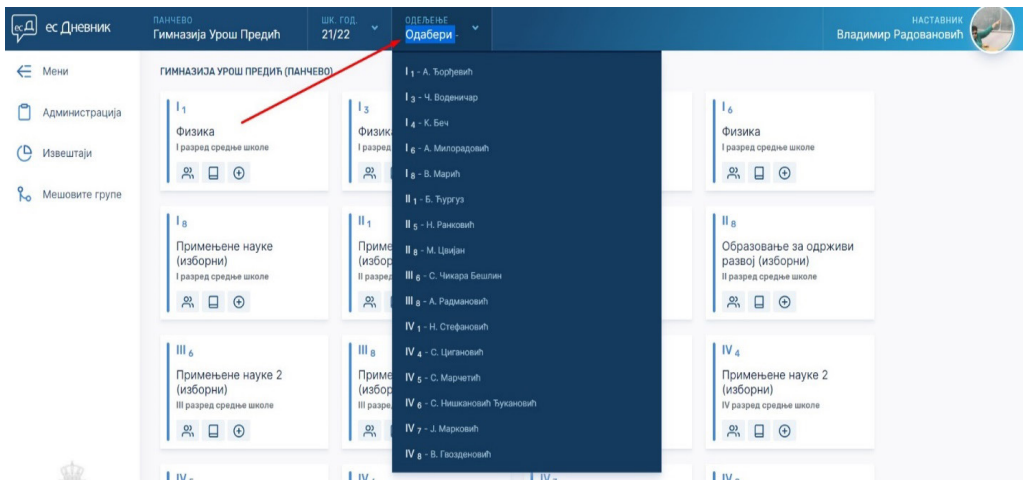 ес Дневник
ПАНЧЕВО
Гимназија Урош Предић
ШК. ГОД.
21/22
ОДЕЉЕЊЕ
Одабери -
НАСТАВНИК
Владимир Радовановић
Мени
Администрација
Извештаји
Мешовите групе
ГИМНАЗИЈА УРОШ ПРЕДИЋ (ПАНЧЕВО)
I 1 - А. Ђорђевић
I 3 - Ч. Воденичар
I 4 - К. Беч
I 6 - А. Милорадовић
I 8 - В. Марић
II 1 - Б. Ђургуз
II 5 - Н. Ранковић
II 8 - М. Цвијан
III 6 - С. Чикара Бешлин
III 8 - А. Радмановић
IV 1 - Н. Стефановић
IV 4 - С. Цигановић
IV 5 - С. Марчетић
IV 6 - С. Нишкановић Ђукановић
IV 7 - Ј. Марковић
IV 8 - В. Гвозденовић
I 1
Физика
I разред средње школе
I 3
Физик
I разред
I 6
Физика
I разред средње школе
I 8
Примењене науке
(изборни)
I разред средње школе
II 1
Приме
(избор
II разред
II 8
Образовање за одрживи
развој (изборни)
II разред средње школе
III 6
Примењене науке 2
(изборни)
III разред средње школе
III 8
Приме
(избор
III разре
IV 4
Примењене науке 2
(изборни)
IV разред средње школе